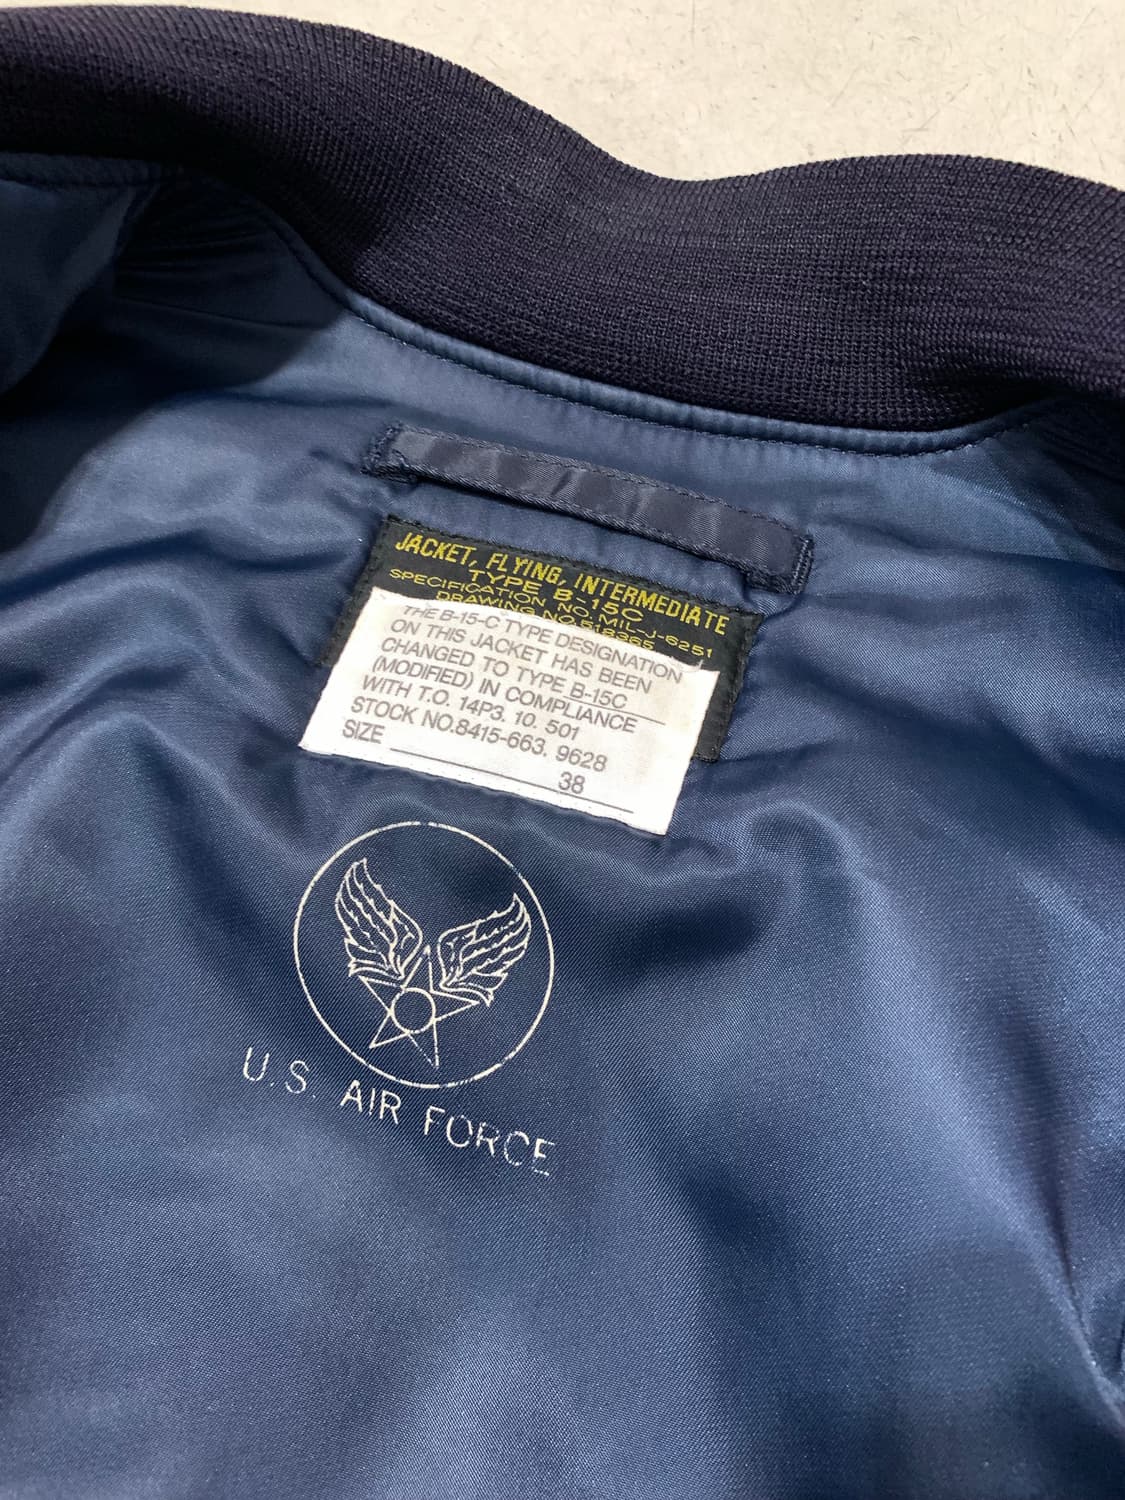 JACKET, FLYING, INTERMEDIATE
TYPE B-15C
SPECIFICATION NO. MIL-J-6251
DRAWING NO. 518365
THE B-15-C TYPE DESIGNATION
ON THIS JACKET HAS BEEN
CHANGED TO TYPE B-15C
(MODIFIED) IN COMPLIANCE
WITH T.O. 14P3. 10. 501
STOCK NO.8415-663. 9628
SIZE 38
U.S. AIR FORCE